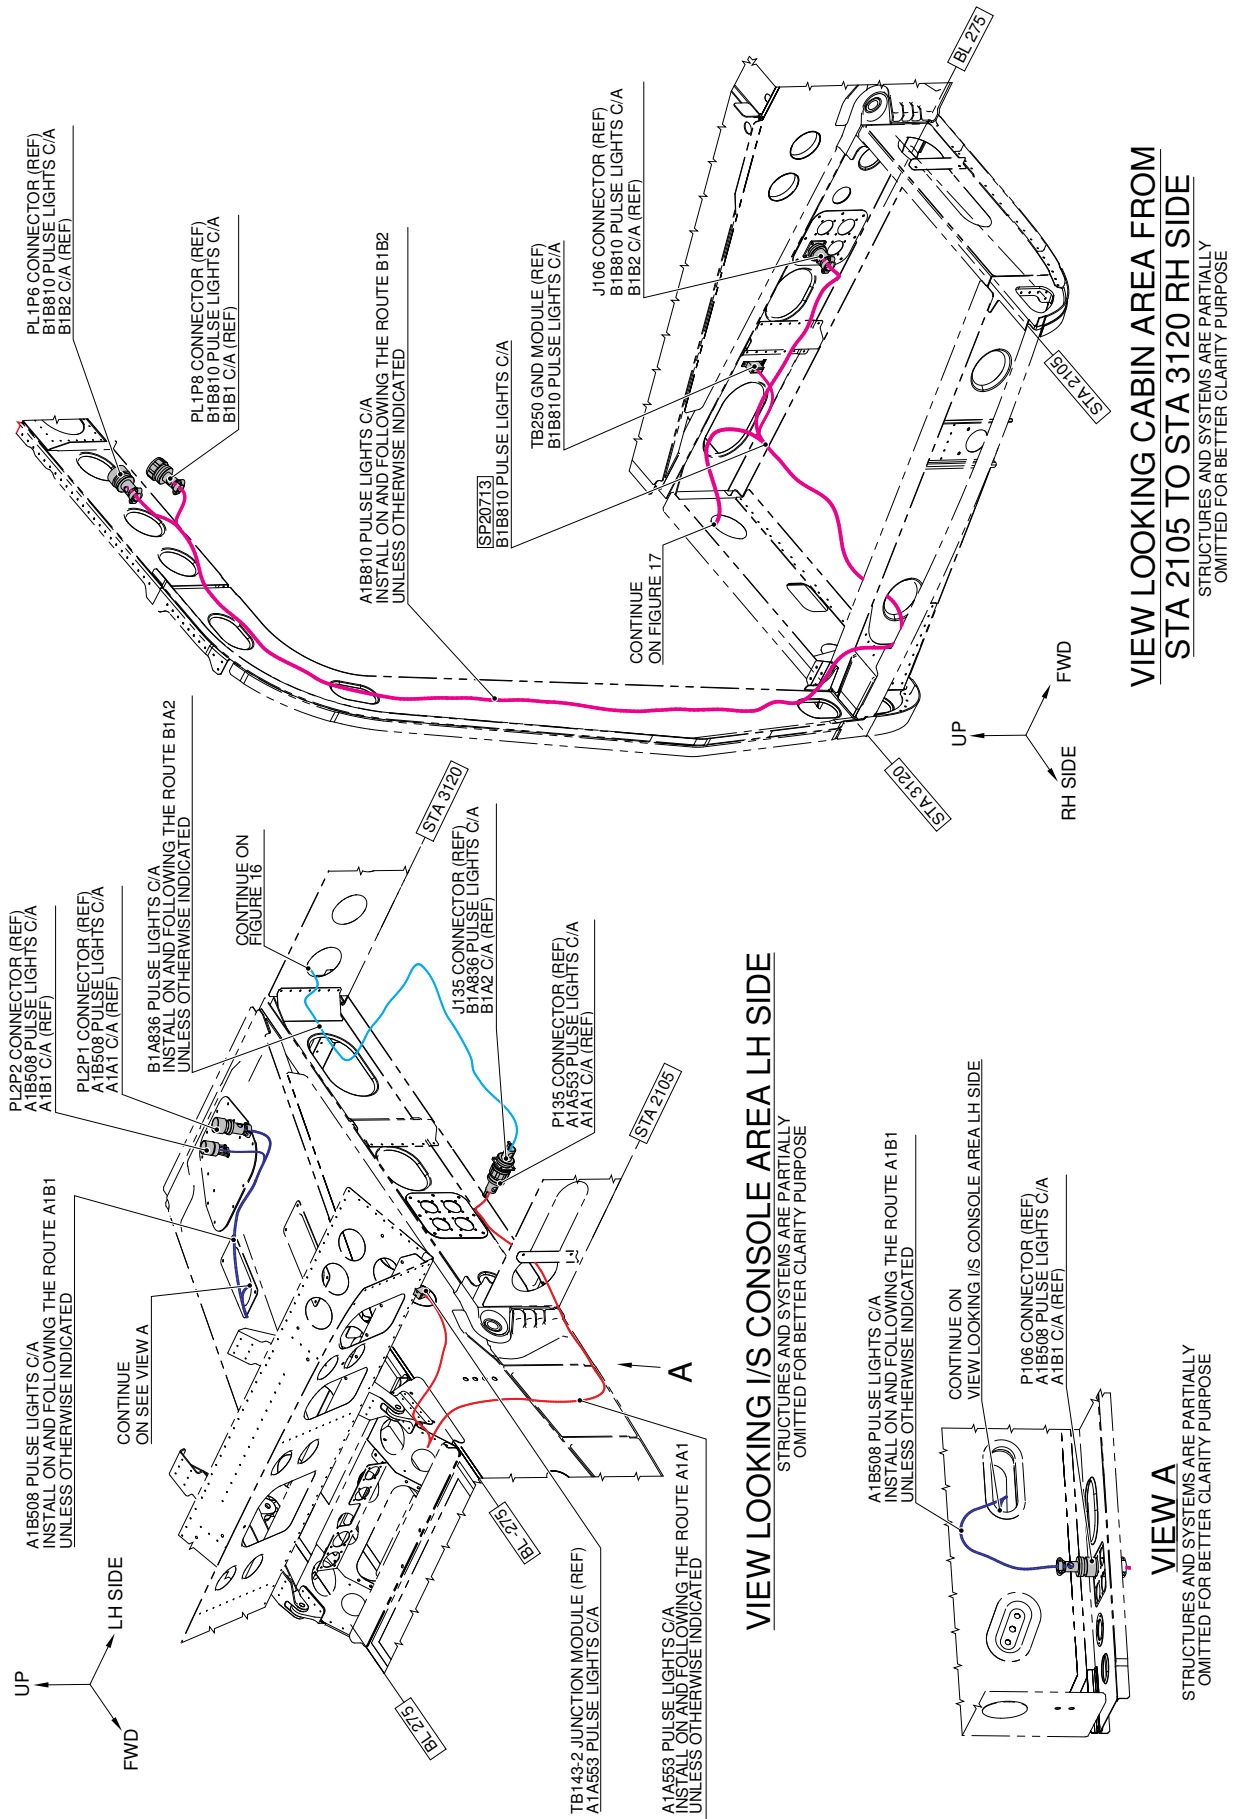 UP
LH SIDE
FWD
A1B508 PULSE LIGHTS C/A
INSTALL ON AND FOLLOWING THE ROUTE A1B1
UNLESS OTHERWISE INDICATED
CONTINUE
ON SEE VIEW A
PL2P2 CONNECTOR (REF)
A1B508 PULSE LIGHTS C/A
A1B1 C/A (REF)
PL2P1 CONNECTOR (REF)
A1B508 PULSE LIGHTS C/A
A1A1 C/A (REF)
B1A836 PULSE LIGHTS C/A
INSTALL ON AND FOLLOWING THE ROUTE B1A2
UNLESS OTHERWISE INDICATED
CONTINUE ON
FIGURE 16
STA 3120
J135 CONNECTOR (REF)
B1A836 PULSE LIGHTS C/A
B1A2 C/A (REF)
P135 CONNECTOR (REF)
A1A553 PULSE LIGHTS C/A
A1A1 C/A (REF)
STA 2105
A
BL -275
BL 275
TB143-2 JUNCTION MODULE (REF)
A1A553 PULSE LIGHTS C/A
A1A553 PULSE LIGHTS C/A
INSTALL ON AND FOLLOWING THE ROUTE A1A1
UNLESS OTHERWISE INDICATED
VIEW LOOKING I/S CONSOLE AREA LH SIDE
STRUCTURES AND SYSTEMS ARE PARTIALLY
OMITTED FOR BETTER CLARITY PURPOSE
A1B508 PULSE LIGHTS C/A
INSTALL ON AND FOLLOWING THE ROUTE A1B1
UNLESS OTHERWISE INDICATED
CONTINUE ON
VIEW LOOKING I/S CONSOLE AREA LH SIDE
P106 CONNECTOR (REF)
A1B508 PULSE LIGHTS C/A
A1B1 C/A (REF)
VIEW A
STRUCTURES AND SYSTEMS ARE PARTIALLY
OMITTED FOR BETTER CLARITY PURPOSE
PL1P6 CONNECTOR (REF)
B1B810 PULSE LIGHTS C/A
B1B2 C/A (REF)
PL1P8 CONNECTOR (REF)
B1B810 PULSE LIGHTS C/A
B1B1 C/A (REF)
A1B810 PULSE LIGHTS C/A
INSTALL ON AND FOLLOWING THE ROUTE B1B2
UNLESS OTHERWISE INDICATED
SP20713
B1B810 PULSE LIGHTS C/A
TB250 GND MODULE (REF)
B1B810 PULSE LIGHTS C/A
J106 CONNECTOR (REF)
B1B810 PULSE LIGHTS C/A
B1B2 C/A (REF)
CONTINUE
ON FIGURE 17
BL 275
STA 2105
STA 3120
UP
FWD
RH SIDE
VIEW LOOKING CABIN AREA FROM
STA 2105 TO STA 3120 RH SIDE
STRUCTURES AND SYSTEMS ARE PARTIALLY
OMITTED FOR BETTER CLARITY PURPOSE